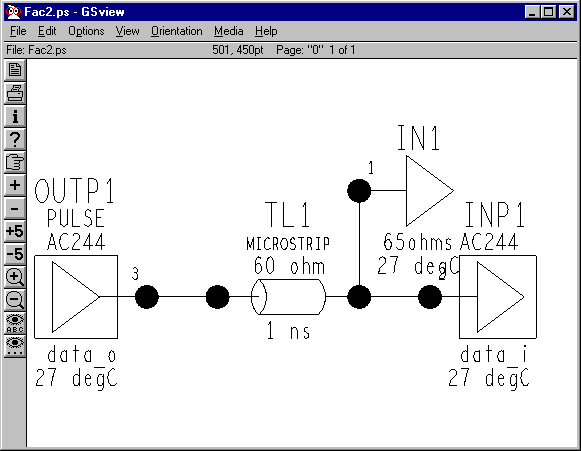 Fac2.ps - GSview
File Edit Options View Orientation Media Help
File: Fac2.ps 501, 450pt Page: "0" 1 of 1
i
?
+
-
+5
-5
ABC
IN1
1
65ohms
27 degC
OUTP1
PULSE
AC244
3
data_o
27 degC
TL1
MICROSTRIP
60 ohm
1 ns
INP1
AC244
2
data_i
27 degC